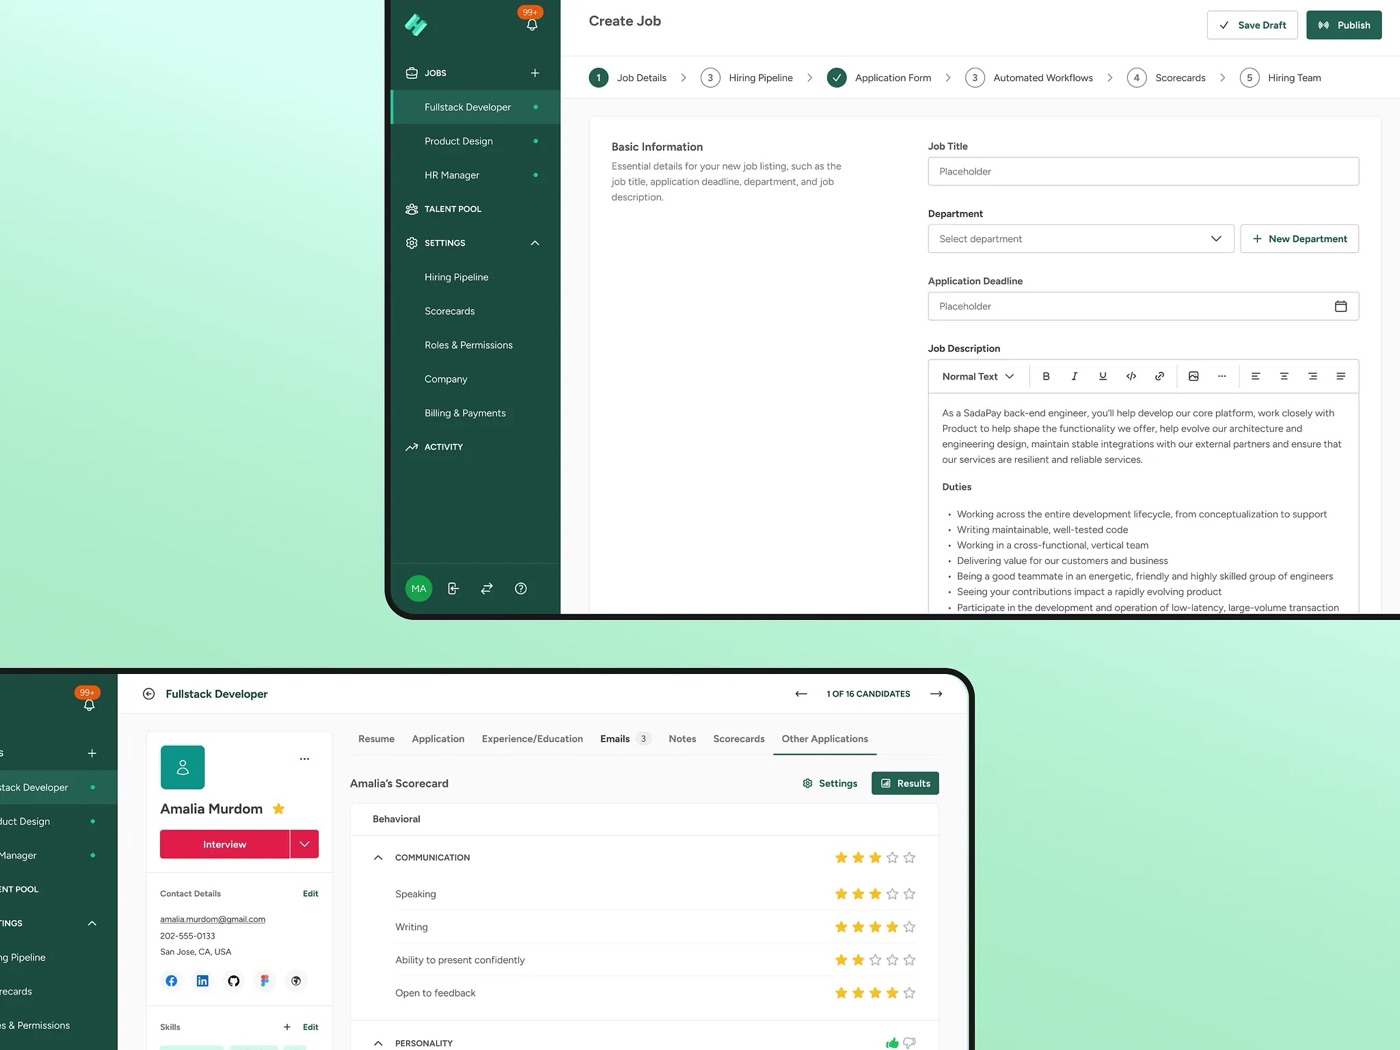 99+
Create Job
Save Draft
Publish
JOBS
1 Job Details
3 Hiring Pipeline
Application Form
3 Automated Workflows
4 Scorecards
5 Hiring Team
Fullstack Developer
Product Design
HR Manager
TALENT POOL
SETTINGS
Hiring Pipeline
Scorecards
Roles & Permissions
Company
Billing & Payments
ACTIVITY
MA
Basic Information
Essential details for your new job listing, such as the
job title, application deadline, department, and job
description.
Job Title
Placeholder
Department
Select department
New Department
Application Deadline
Placeholder
Job Description
Normal Text
B I U
As a SadaPay back-end engineer, you'll help develop our core platform, work closely with
Product to help shape the functionality we offer, help evolve our architecture and
engineering design, maintain stable integrations with our external partners and ensure that
our services are resilient and reliable services.
Duties
• Working across the entire development lifecycle, from conceptualization to support
• Writing maintainable, well-tested code
• Working in a cross-functional, vertical team
• Delivering value for our customers and business
• Being a good teammate in an energetic, friendly and highly skilled group of engineers
• Seeing your contributions impact a rapidly evolving product
• Participate in the development and operation of low-latency, large-volume transaction
99+
S
stack Developer
duct Design
Manager
ENT POOL
TINGS
ng Pipeline
recards
es & Permissions
Fullstack Developer
1 OF 16 CANDIDATES
Amalia Murdom
Interview
Contact Details
Edit
amalia.murdom@gmail.com
202-555-0133
San Jose, CA, USA
Skills
Edit
Resume
Application
Experience/Education
Emails 3
Notes
Scorecards
Other Applications
Amalia's Scorecard
Settings
Results
Behavioral
COMMUNICATION
Speaking
Writing
Ability to present confidently
Open to feedback
PERSONALITY